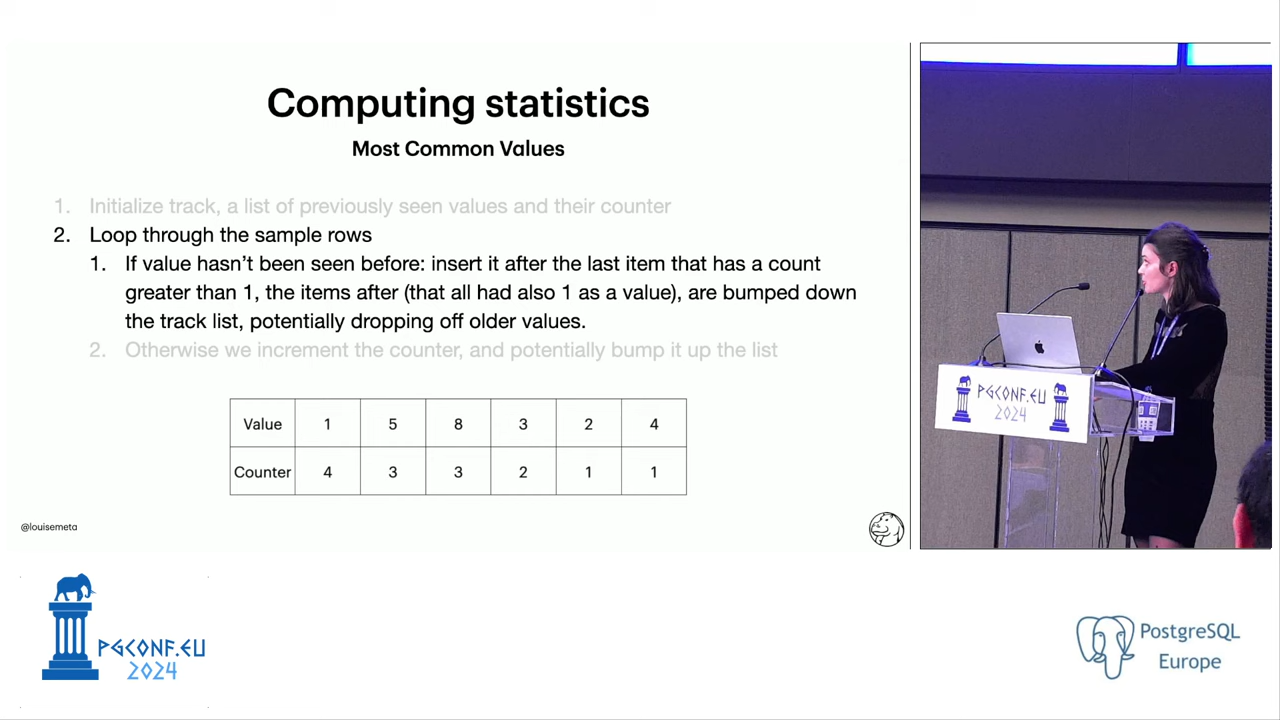 Computing statistics
Most Common Values
1. Initialize track, a list of previously seen values and their counter
2. Loop through the sample rows
1. If value hasn't been seen before: insert it after the last item that has a count
greater than 1, the items after (that all had also 1 as a value), are bumped down
the track list, potentially dropping off older values.
2. Otherwise we increment the counter, and potentially bump it up the list
Value 1 5 8 3 2 4
Counter 4 3 3 2 1 1
@louisemeta
PGCONF.EU
2024
PGCONF.EU
2024
PostgreSQL
Europe